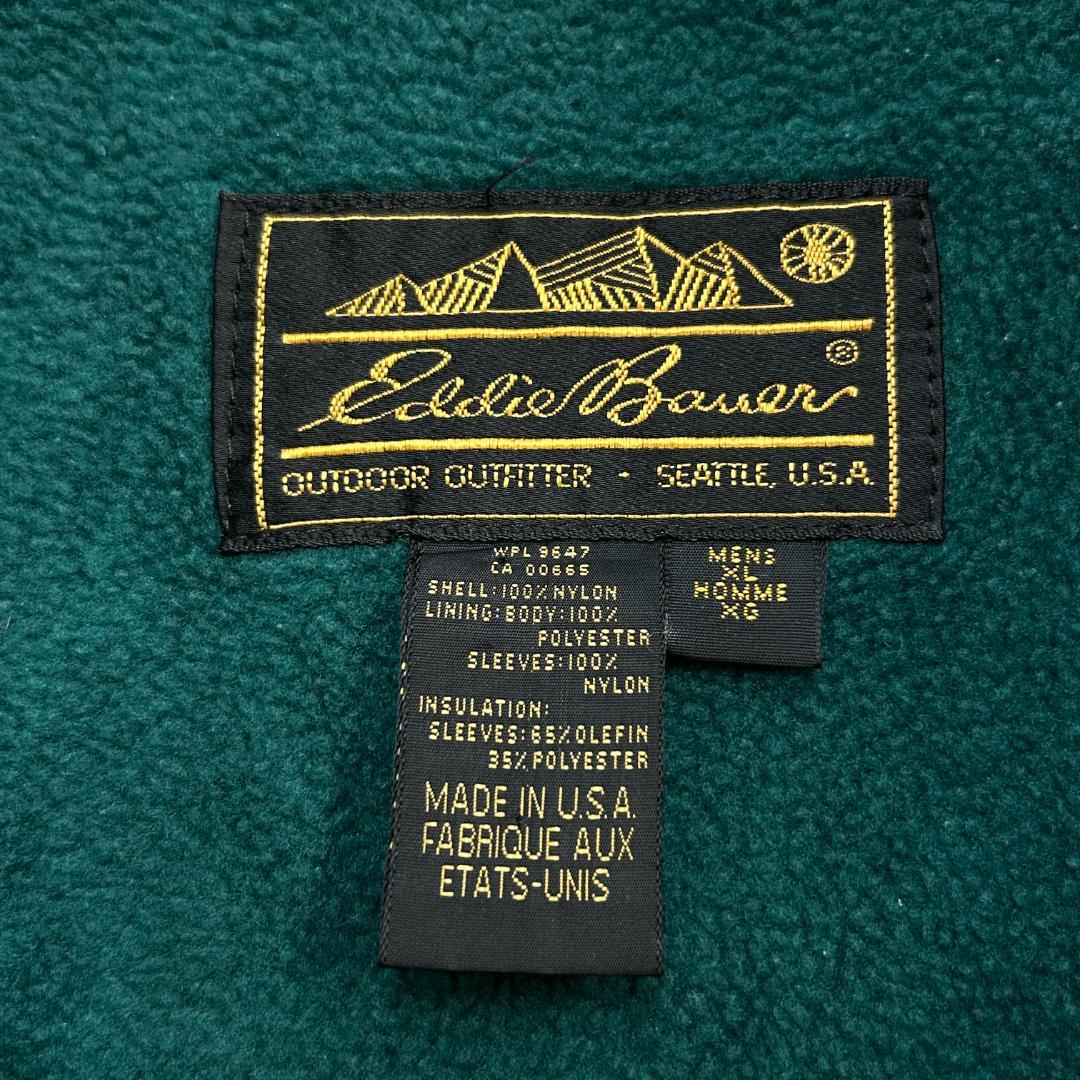 Eddie Bauer ®
OUTDOOR OUTFITTER - SEATTLE, U.S.A.
WPL 9647
CA 00665
SHELL:100% NYLON
LINING:BODY:100%
POLYESTER
SLEEVES:100%
NYLON
INSULATION:
SLEEVES:65% OLEFIN
35% POLYESTER
MADE IN U.S.A.
FABRIQUE AUX
ETATS-UNIS
MENS
XL
HOMME
XG